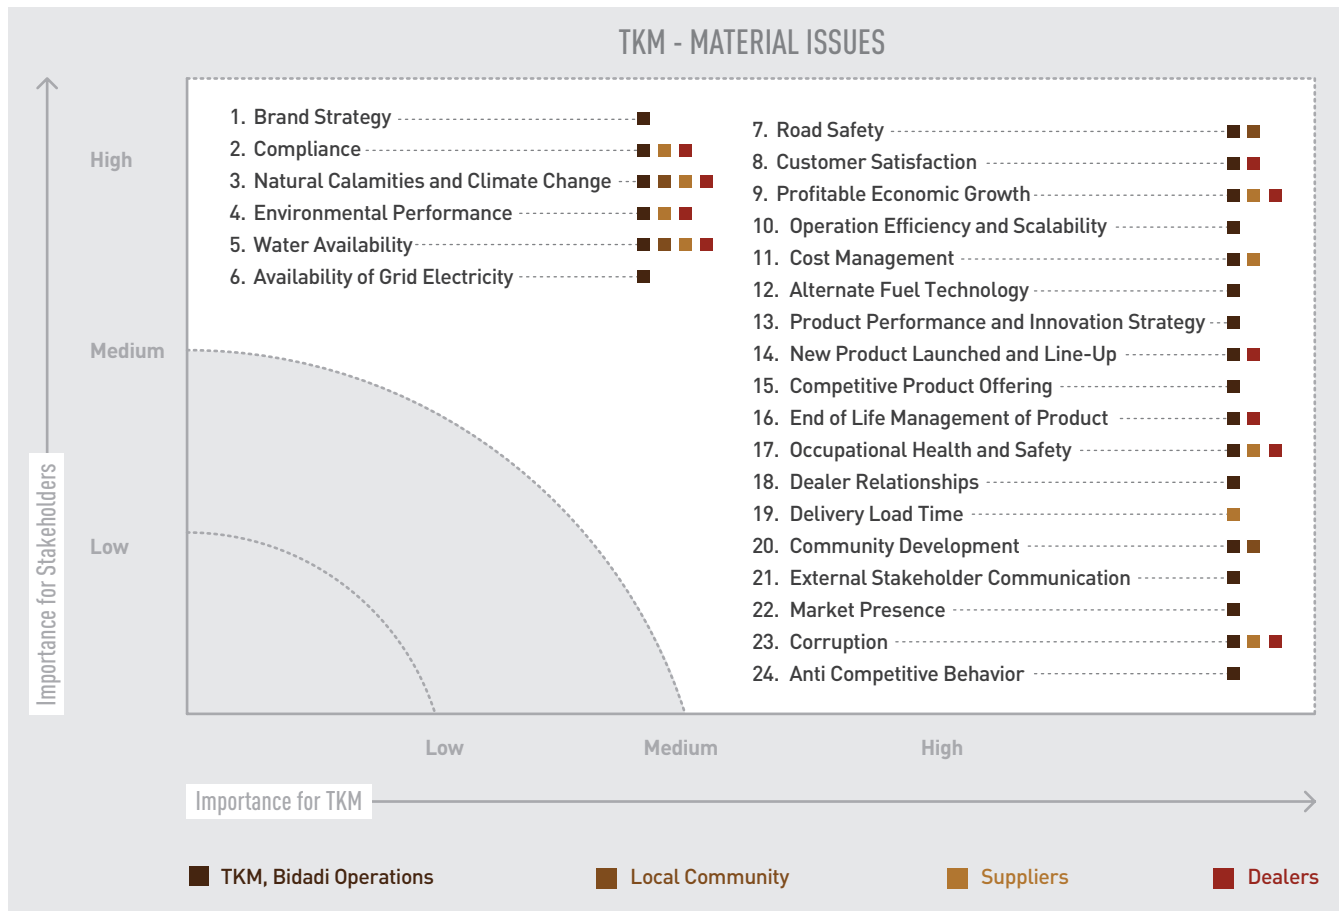 TKM - MATERIAL ISSUES
Importance for Stakeholders
High
Medium
Low
1. Brand Strategy
2. Compliance
3. Natural Calamities and Climate Change
4. Environmental Performance
5. Water Availability
6. Availability of Grid Electricity
7. Road Safety
8. Customer Satisfaction
9. Profitable Economic Growth
10. Operation Efficiency and Scalability
11. Cost Management
12. Alternate Fuel Technology
13. Product Performance and Innovation Strategy
14. New Product Launched and Line-Up
15. Competitive Product Offering
16. End of Life Management of Product
17. Occupational Health and Safety
18. Dealer Relationships
19. Delivery Load Time
20. Community Development
21. External Stakeholder Communication
22. Market Presence
23. Corruption
24. Anti Competitive Behavior
Low Medium High
Importance for TKM
TKM, Bidadi Operations Local Community Suppliers Dealers